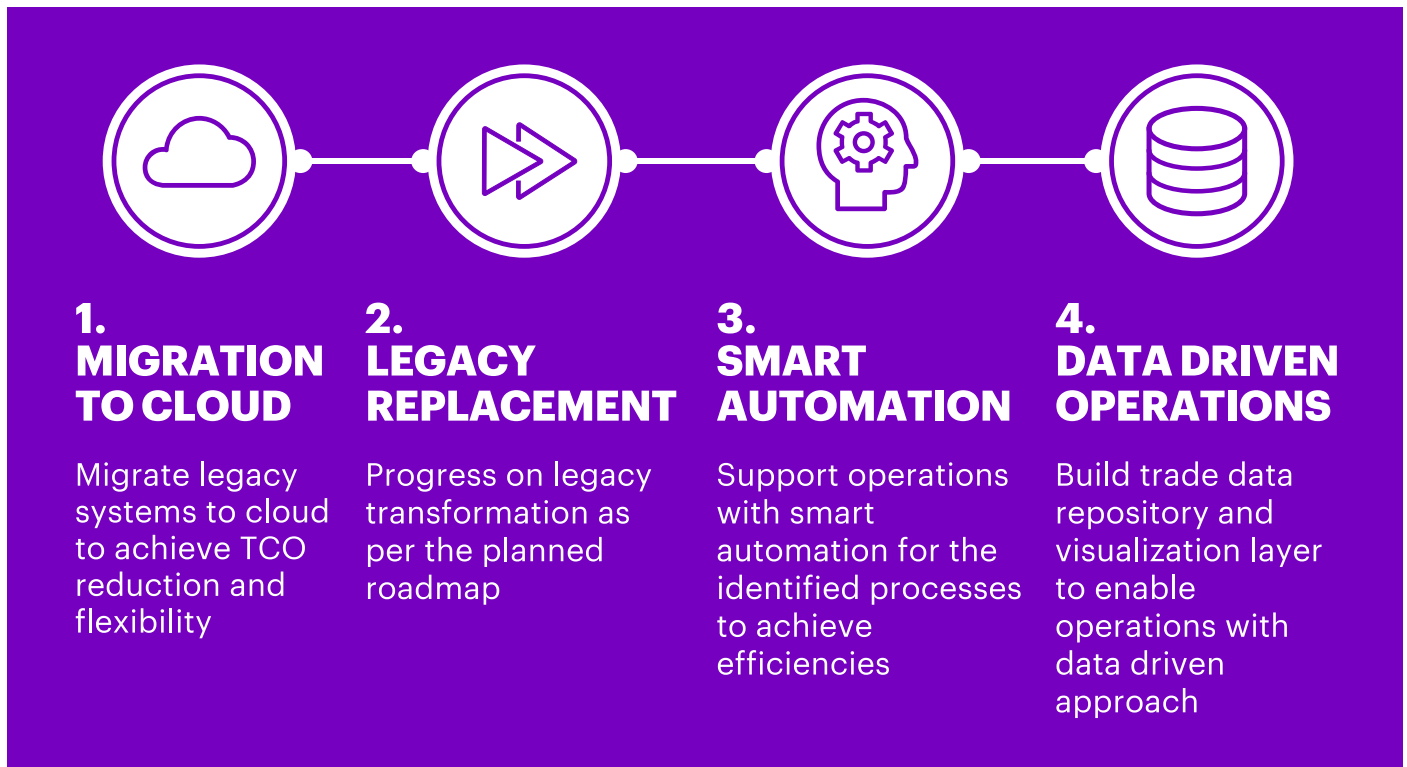 1.
MIGRATION
TO CLOUD
Migrate legacy
systems to cloud
to achieve TCO
reduction and
flexibility
2.
LEGACY
REPLACEMENT
Progress on legacy
transformation as
per the planned
roadmap
3.
SMART
AUTOMATION
Support operations
with smart
automation for the
identified processes
to achieve
efficiencies
4.
DATA DRIVEN
OPERATIONS
Build trade data
repository and
visualization layer
to enable
operations with
data driven
approach